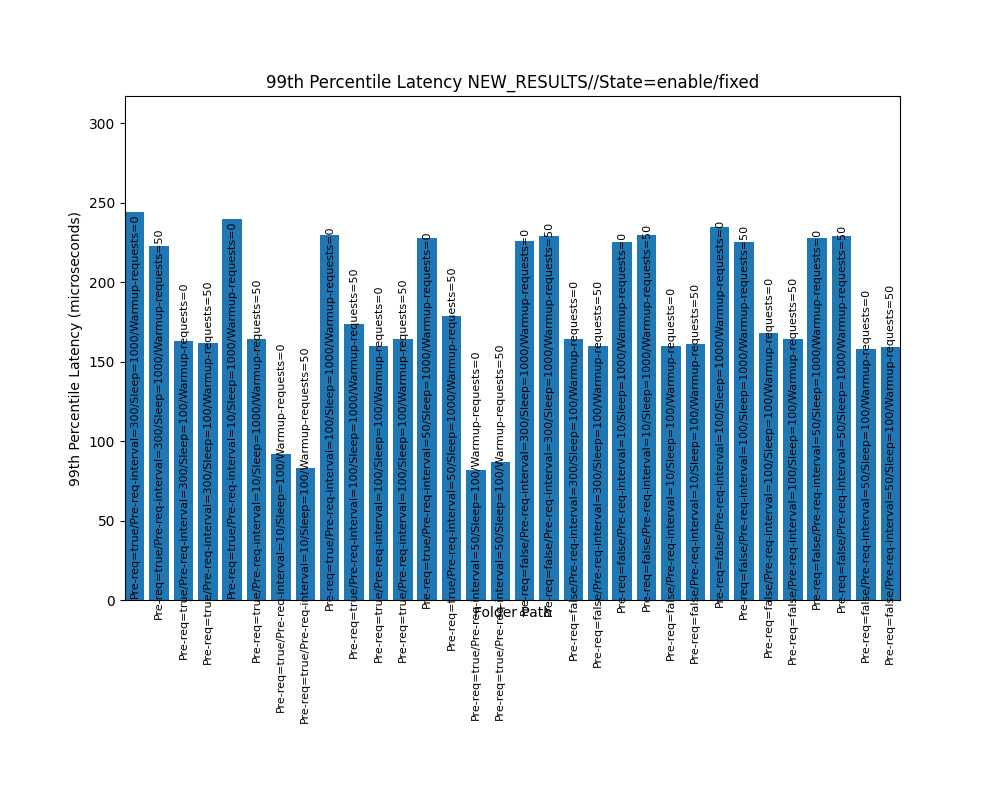 99th Percentile Latency NEW_RESULTS//State=enable/fixed
99th Percentile Latency (microseconds)
300
250
200
150
100
50
0
Pre-req=true/Pre-req-interval=300/Sleep=1000/Warmup-requests=0
Pre-req=true/Pre-req-interval=300/Sleep=1000/Warmup-requests=50
Pre-req=true/Pre-req-interval=300/Sleep=100/Warmup-requests=0
Pre-req=true/Pre-req-interval=300/Sleep=100/Warmup-requests=50
Pre-req=true/Pre-req-interval=10/Sleep=1000/Warmup-requests=0
Pre-req=true/Pre-req-interval=10/Sleep=1000/Warmup-requests=50
Pre-req=true/Pre-req-interval=10/Sleep=100/Warmup-requests=0
Pre-req=true/Pre-req-interval=10/Sleep=100/Warmup-requests=50
Pre-req=true/Pre-req-interval=100/Sleep=1000/Warmup-requests=0
Pre-req=true/Pre-req-interval=100/Sleep=1000/Warmup-requests=50
Pre-req=true/Pre-req-interval=100/Sleep=100/Warmup-requests=0
Pre-req=true/Pre-req-interval=100/Sleep=100/Warmup-requests=50
Pre-req=true/Pre-req-interval=50/Sleep=1000/Warmup-requests=0
Pre-req=true/Pre-req-interval=50/Sleep=1000/Warmup-requests=50
Pre-req=true/Pre-req-interval=50/Sleep=100/Warmup-requests=0
Pre-req=true/Pre-req-interval=50/Sleep=100/Warmup-requests=50
Pre-req=false/Pre-req-interval=300/Sleep=1000/Warmup-requests=0
Pre-req=false/Pre-req-interval=300/Sleep=1000/Warmup-requests=50
Pre-req=false/Pre-req-interval=300/Sleep=100/Warmup-requests=0
Pre-req=false/Pre-req-interval=300/Sleep=100/Warmup-requests=50
Pre-req=false/Pre-req-interval=10/Sleep=1000/Warmup-requests=0
Pre-req=false/Pre-req-interval=10/Sleep=1000/Warmup-requests=50
Pre-req=false/Pre-req-interval=10/Sleep=100/Warmup-requests=0
Pre-req=false/Pre-req-interval=10/Sleep=100/Warmup-requests=50
Pre-req=false/Pre-req-interval=100/Sleep=1000/Warmup-requests=0
Pre-req=false/Pre-req-interval=100/Sleep=1000/Warmup-requests=50
Pre-req=false/Pre-req-interval=100/Sleep=100/Warmup-requests=0
Pre-req=false/Pre-req-interval=100/Sleep=100/Warmup-requests=50
Pre-req=false/Pre-req-interval=50/Sleep=1000/Warmup-requests=0
Pre-req=false/Pre-req-interval=50/Sleep=1000/Warmup-requests=50
Pre-req=false/Pre-req-interval=50/Sleep=100/Warmup-requests=0
Pre-req=false/Pre-req-interval=50/Sleep=100/Warmup-requests=50
Folder Path